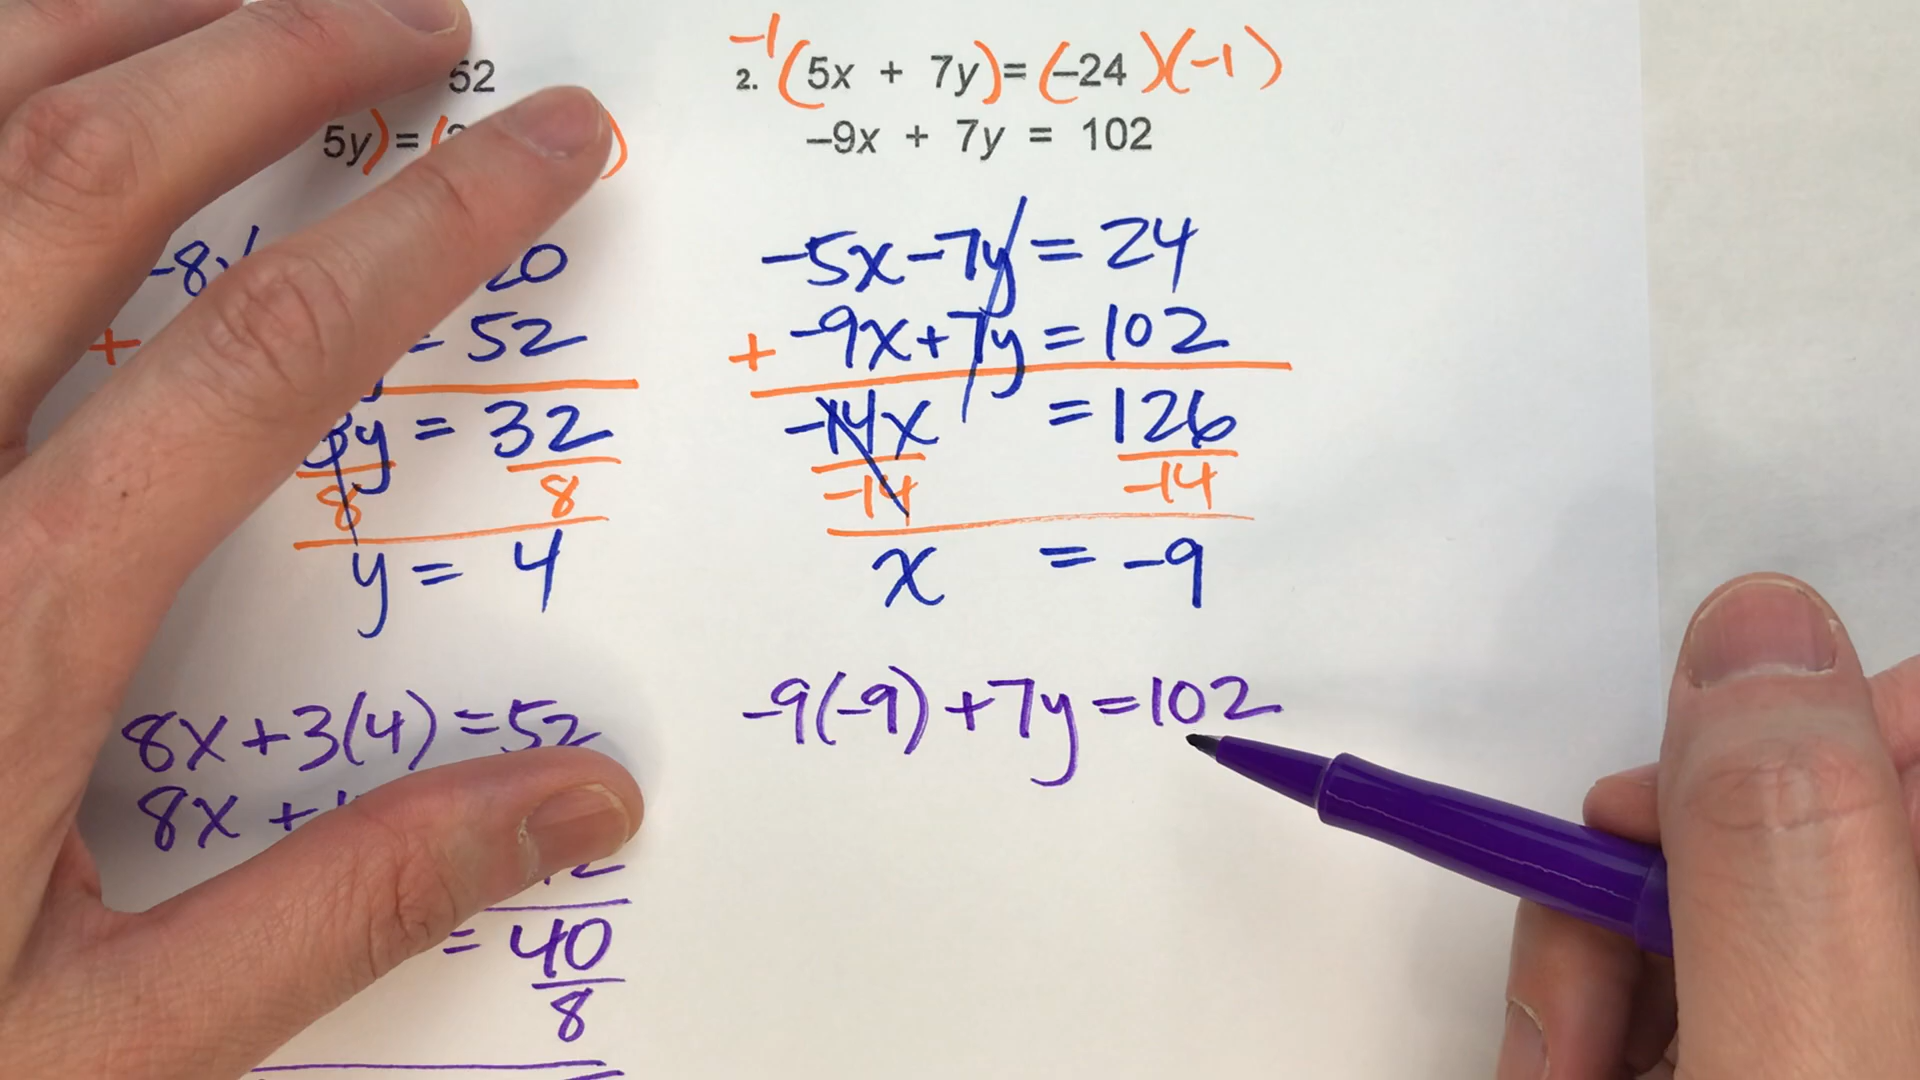 52
5y) = ( )
-8x 20
+ = 52
8y = 32
8 8
y = 4
8x + 3(4) = 52
8x +
= 40
8
2. -1(5x + 7y) = (–24)(-1)
–9x + 7y = 102
-5x - 7y = 24
+ -9x + 7y = 102
-14x = 126
-14 -14
x = -9
-9(-9) + 7y = 102